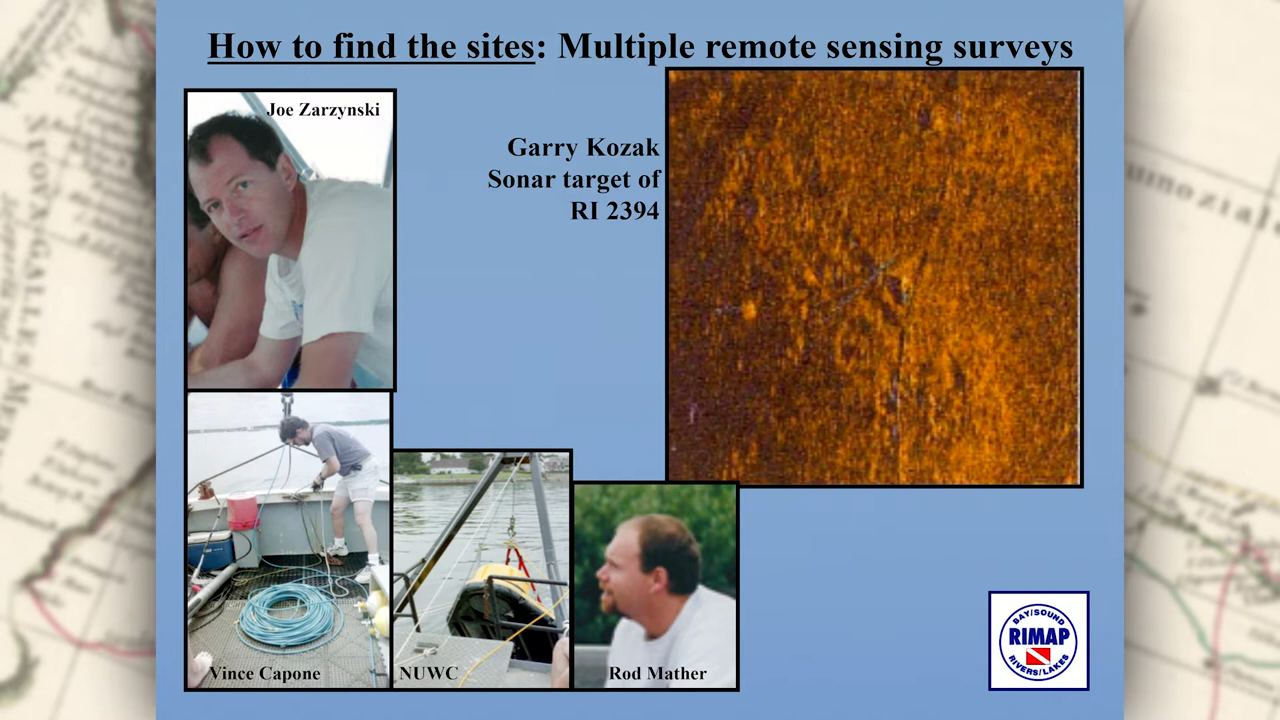 How to find the sites: Multiple remote sensing surveys
Joe Zarzynski
Garry Kozak
Sonar target of
RI 2394
Vince Capone
NUWC
Rod Mather
BAY/SOUND
RIMAP
RIVERS/LAKES